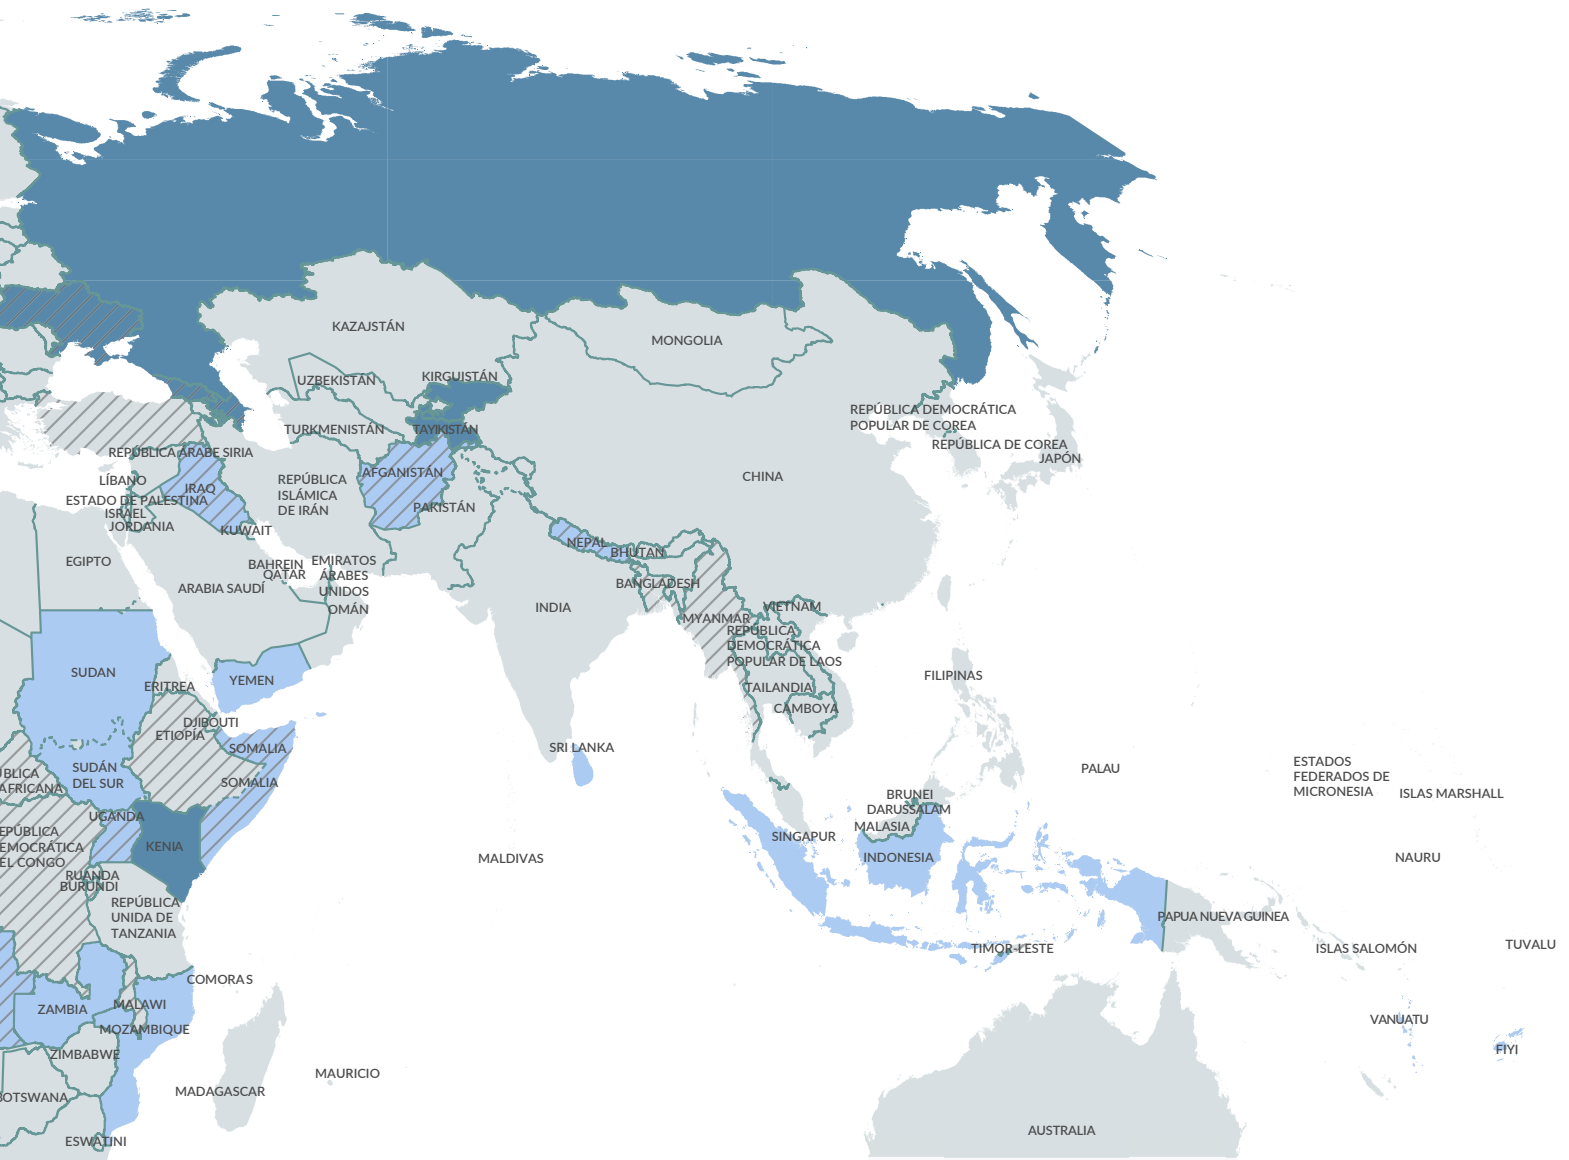 KAZAJSTÁN
MONGOLIA
UZBEKISTÁN
KIRGUISTÁN
TURKMENISTÁN
TAYIKISTÁN
REPÚBLICA DEMOCRÁTICA
POPULAR DE COREA
REPÚBLICA DE COREA
JAPÓN
REPÚBLICA ÁRABE SIRIA
LÍBANO
ESTADO DE PALESTINA
ISRAEL
JORDANIA
IRAQ
KUWAIT
REPÚBLICA
ISLÁMICA
DE IRÁN
AFGANISTÁN
PAKISTÁN
CHINA
EGIPTO
BAHREIN
QATAR
EMIRATOS
ÁRABES
UNIDOS
OMÁN
ARABIA SAUDÍ
NEPAL
BHUTAN
BANGLADESH
INDIA
MYANMAR
VIETNAM
REPÚBLICA
DEMOCRÁTICA
POPULAR DE LAOS
TAILANDIA
CAMBOYA
FILIPINAS
SUDAN
ERITREA
YEMEN
DJIBOUTI
ETIOPÍA
SOMALIA
SOMALIA
SRI LANKA
SUDÁN
DEL SUR
ÚBLICA
AFRICANA
UGANDA
KENIA
EPÚBLICA
EMOCRÁTICA
EL CONGO
RUANDA
BURUNDI
REPÚBLICA
UNIDA DE
TANZANIA
MALDIVAS
PALAU
BRUNEI
DARUSSALAM
MALASIA
SINGAPUR
INDONESIA
ESTADOS
FEDERADOS DE
MICRONESIA
ISLAS MARSHALL
NAURU
PAPUA NUEVA GUINEA
TIMOR-LESTE
ISLAS SALOMÓN
TUVALU
COMORAS
ZAMBIA
MALAWI
MOZAMBIQUE
ZIMBABWE
VANUATU
FIYI
MAURICIO
MADAGASCAR
OTSWANA
ESWATINI
AUSTRALIA